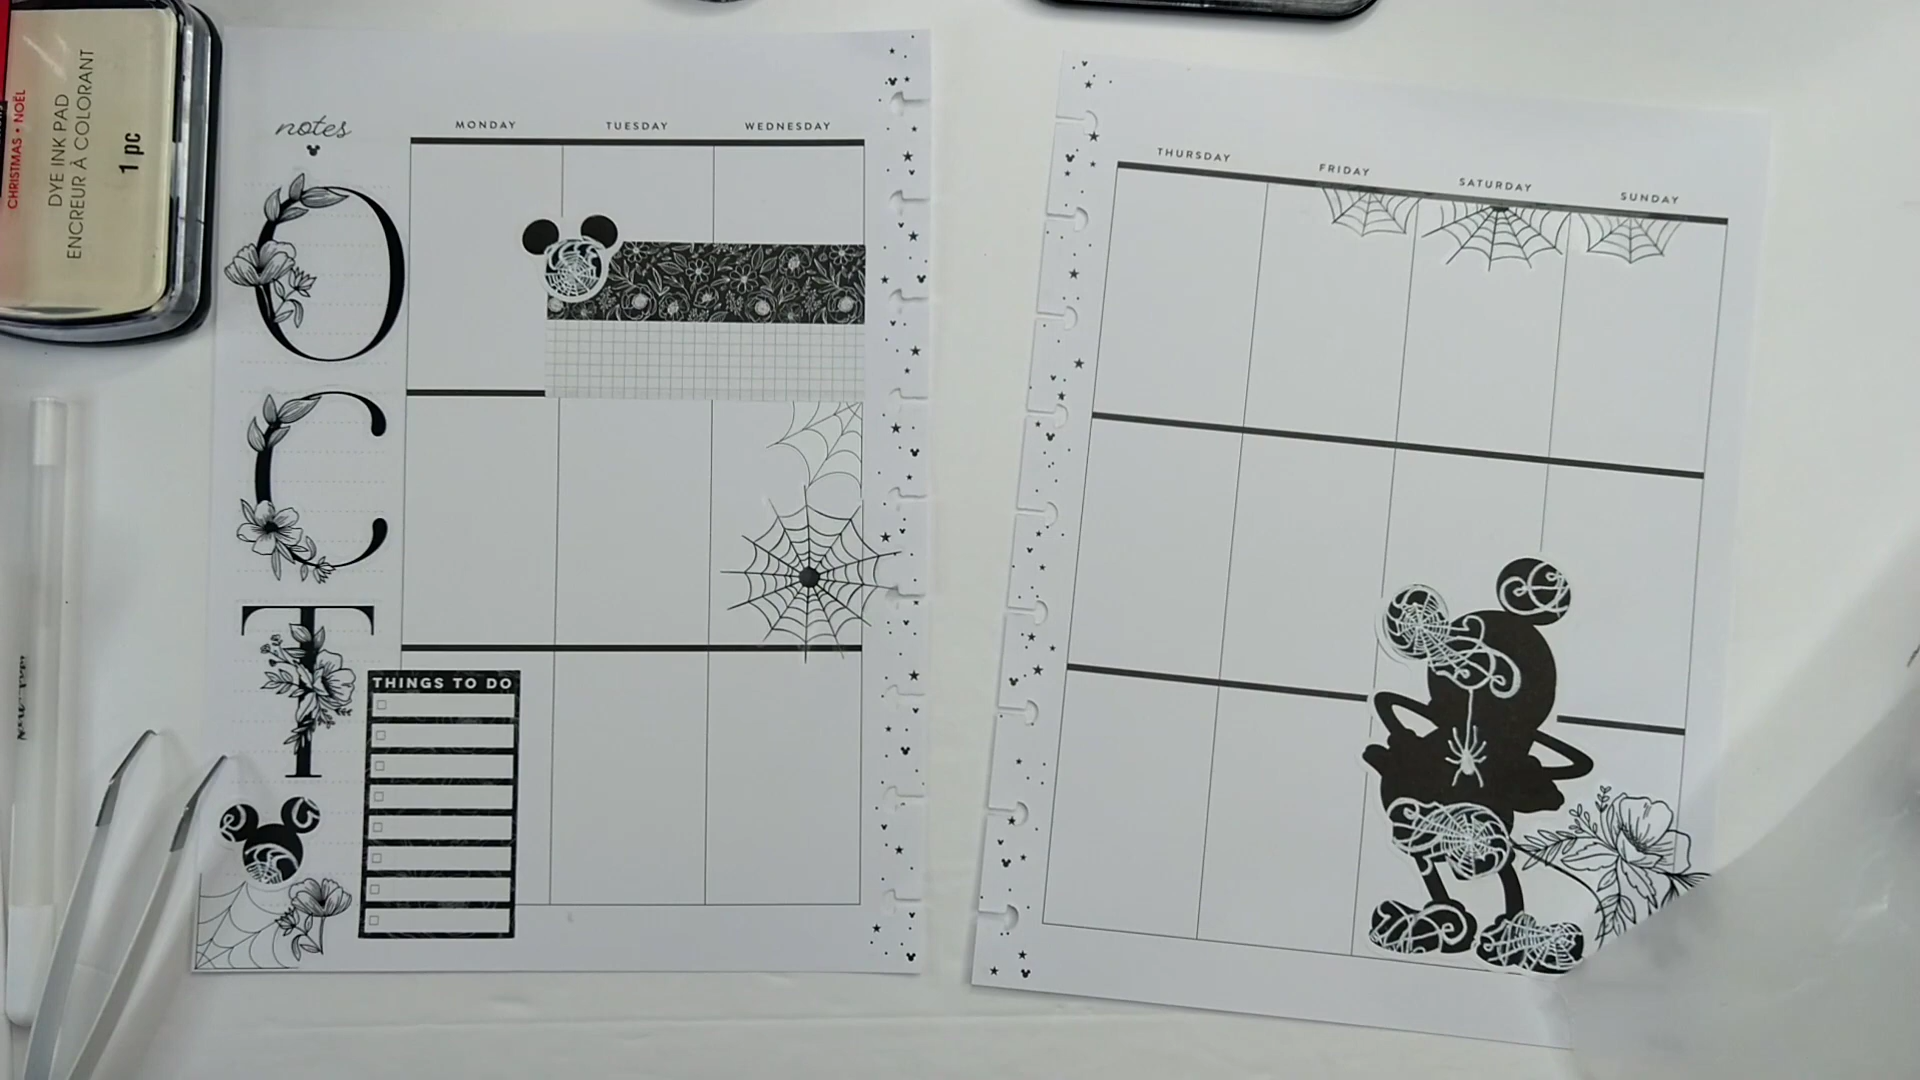 CHRISTMAS • NOËL
DYE INK PAD
ENCREUR À COLORANT
1 pc
notes
MONDAY TUESDAY WEDNESDAY
THURSDAY FRIDAY SATURDAY SUNDAY
O
C
T
THINGS TO DO